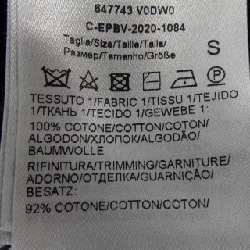 647743 V0DW0
C-EPBV-2020-1084
Taglia/Size/Taille/Talla/
Размер/Tamanho/Größe
S
TESSUTO 1/FABRIC 1/TISSU 1/TEJIDO
1/ТКАНЬ 1/TECIDO 1/GEWEBE 1:
100% COTONE/COTTON/COTON/
ALGODON/ХЛОПОК/ALGODÃO/
BAUMWOLLE
RIFINITURA/TRIMMING/GARNITURE/
ADORNO/ОТДЕЛКА/GUARNIÇÃO/
BESATZ:
92% COTONE/COTTON/COTON/